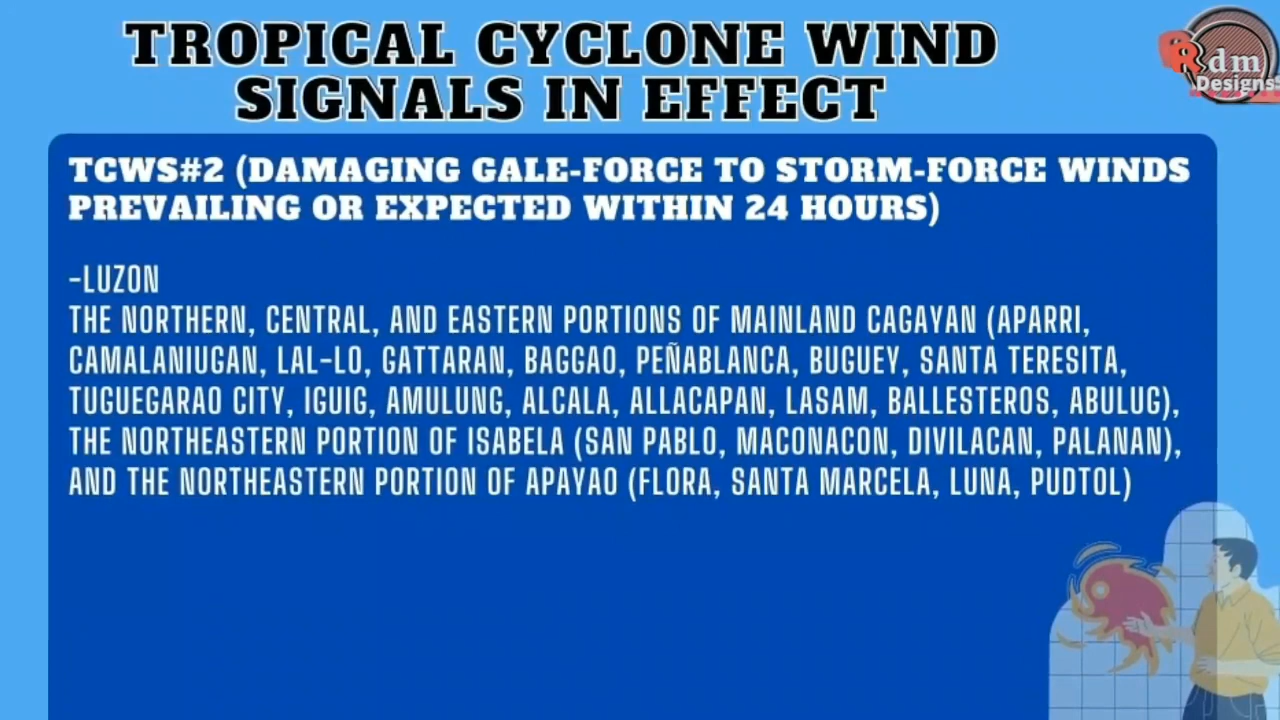 TROPICAL CYCLONE WIND
SIGNALS IN EFFECT
Rdm
Designs
TCWS#2 (DAMAGING GALE-FORCE TO STORM-FORCE WINDS
PREVAILING OR EXPECTED WITHIN 24 HOURS)
-LUZON
THE NORTHERN, CENTRAL, AND EASTERN PORTIONS OF MAINLAND CAGAYAN (APARRI,
CAMALANIUGAN, LAL-LO, GATTARAN, BAGGAO, PEÑABLANCA, BUGUEY, SANTA TERESITA,
TUGUEGARAO CITY, IGUIG, AMULUNG, ALCALA, ALLACAPAN, LASAM, BALLESTEROS, ABULUG),
THE NORTHEASTERN PORTION OF ISABELA (SAN PABLO, MACONACON, DIVILACAN, PALANAN),
AND THE NORTHEASTERN PORTION OF APAYAO (FLORA, SANTA MARCELA, LUNA, PUDTOL)